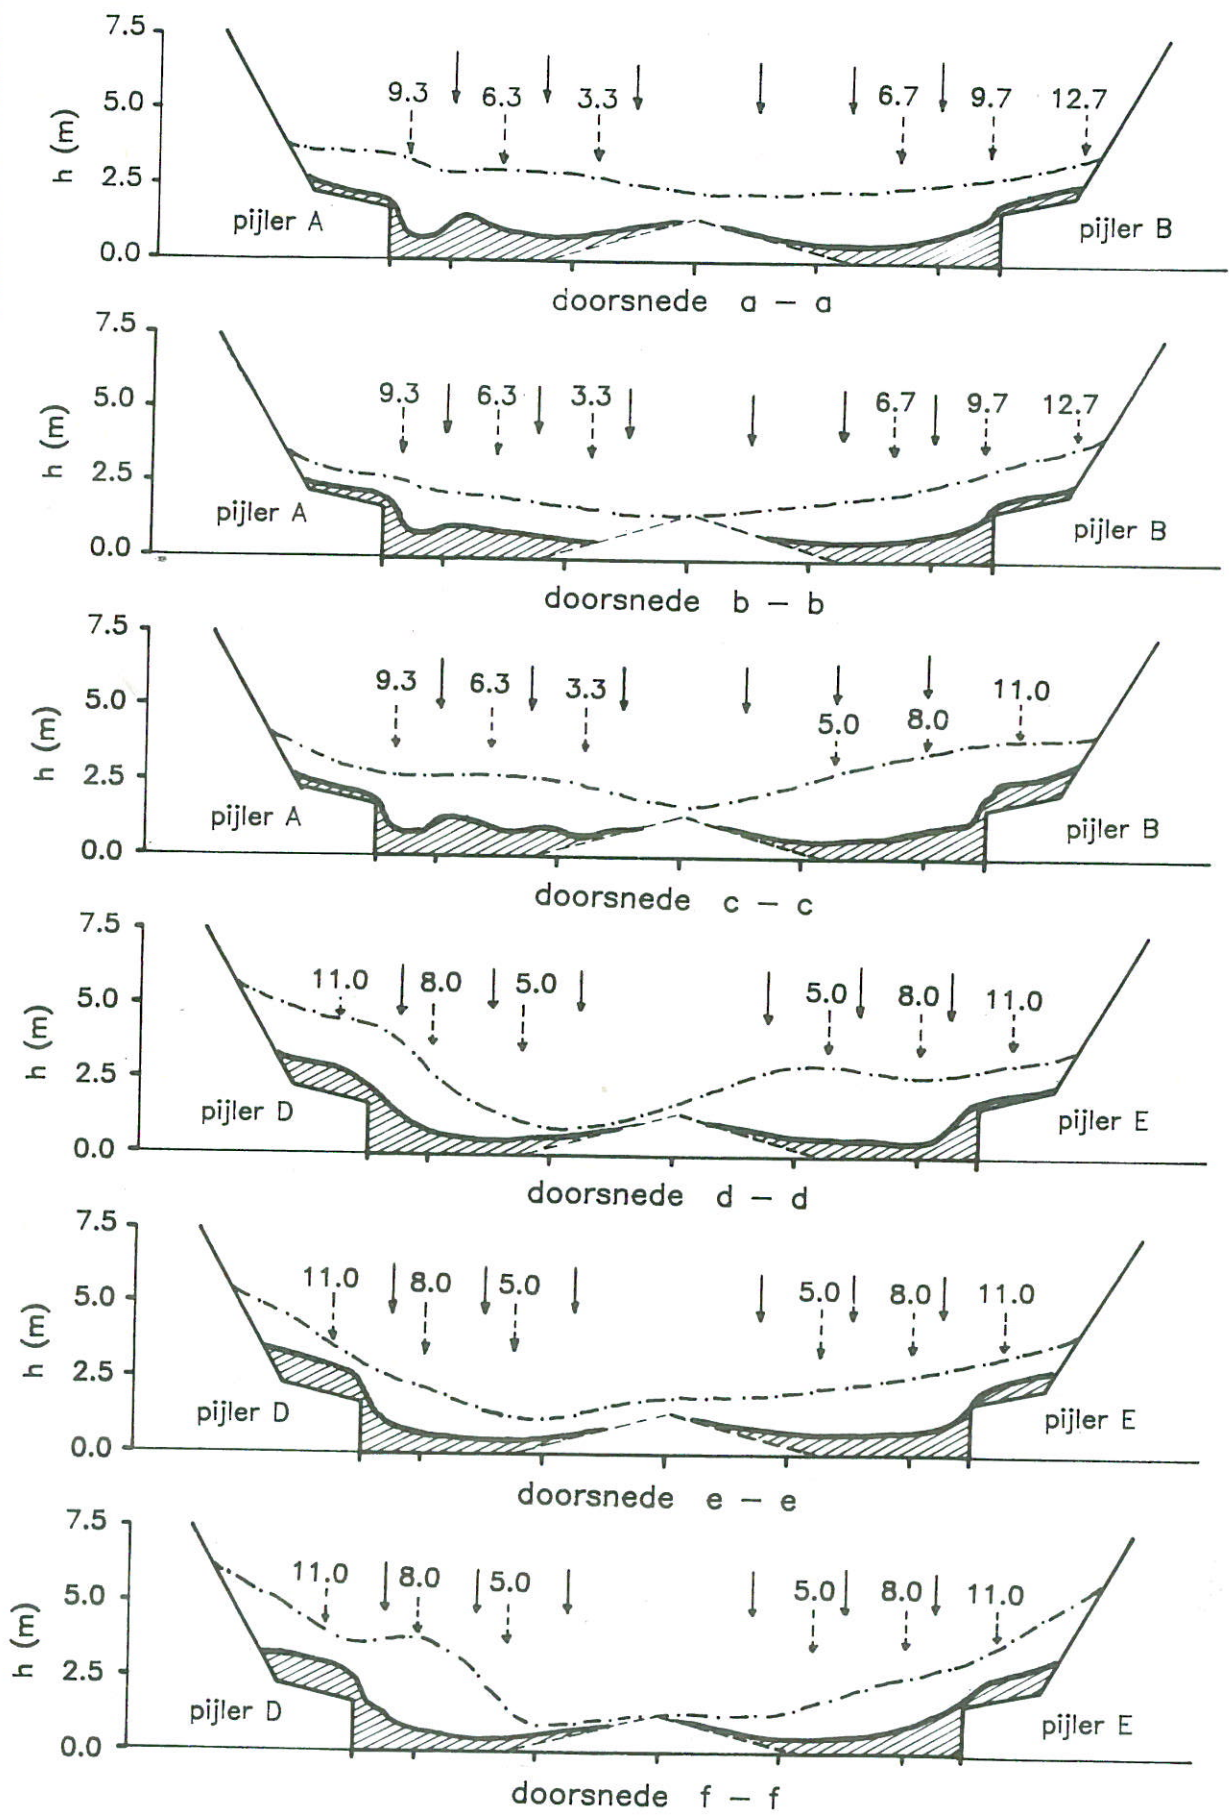 7.5
9.3 6.3 3.3 6.7 9.7 12.7
5.0
h (m)
2.5
pijler A pijler B
0.0
doorsnede a – a
7.5
9.3 6.3 3.3 6.7 9.7 12.7
5.0
h (m)
2.5
pijler A pijler B
0.0
doorsnede b – b
7.5
9.3 6.3 3.3 5.0 8.0 11.0
5.0
h (m)
2.5
pijler A pijler B
0.0
doorsnede c – c
7.5
11.0 8.0 5.0 5.0 8.0 11.0
5.0
h (m)
2.5
pijler D pijler E
0.0
doorsnede d – d
7.5
11.0 8.0 5.0 5.0 8.0 11.0
5.0
h (m)
2.5
pijler D pijler E
0.0
doorsnede e – e
7.5
11.0 8.0 5.0 5.0 8.0 11.0
5.0
h (m)
2.5
pijler D pijler E
0.0
doorsnede f – f